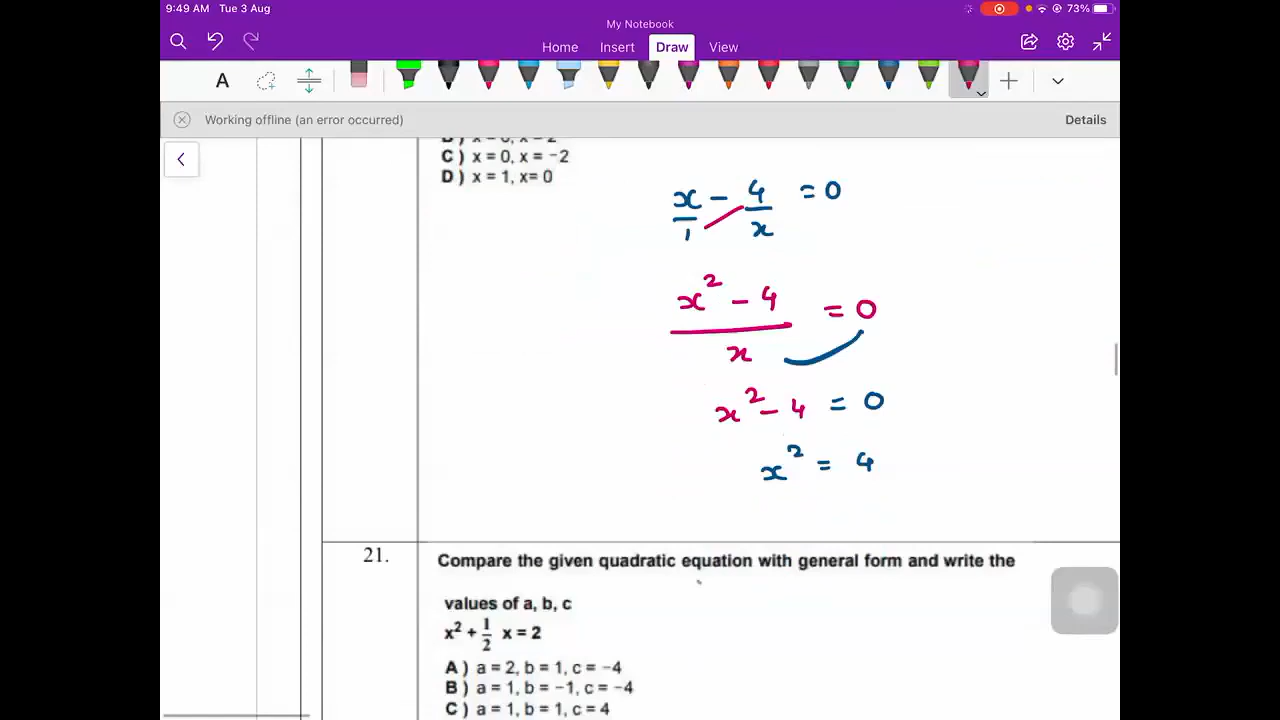 9:49 AM Tue 3 Aug
73%
My Notebook
Home Insert Draw View
A
Working offline (an error occurred) Details
B ) x = 0, x = 2
C ) x = 0, x = −2
D ) x = 1, x= 0
x/1 − 4/x = 0
(x² − 4)/x = 0
x² − 4 = 0
x² = 4
21. Compare the given quadratic equation with general form and write the
values of a, b, c
x² + 1/2 x = 2
A ) a = 2, b = 1, c = −4
B ) a = 1, b = −1, c = −4
C ) a = 1, b = 1, c = 4